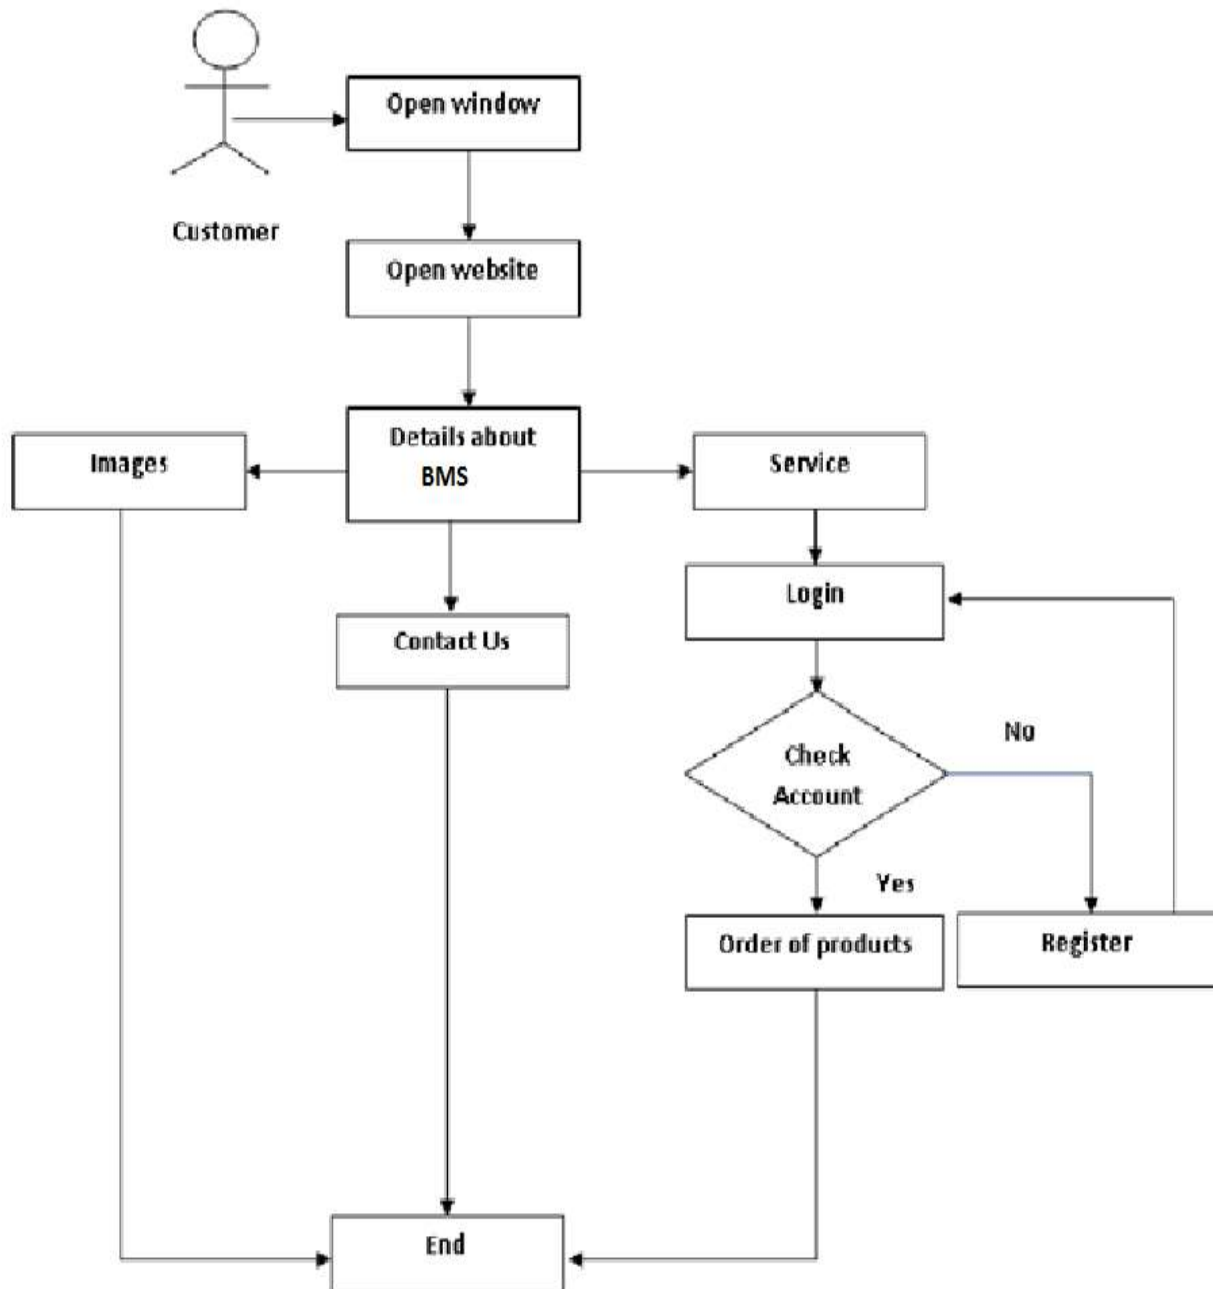 Open window
Customer
Open website
Details about
BMS
Images
Service
Login
Contact Us
No
Check
Account
Yes
Order of products
Register
End